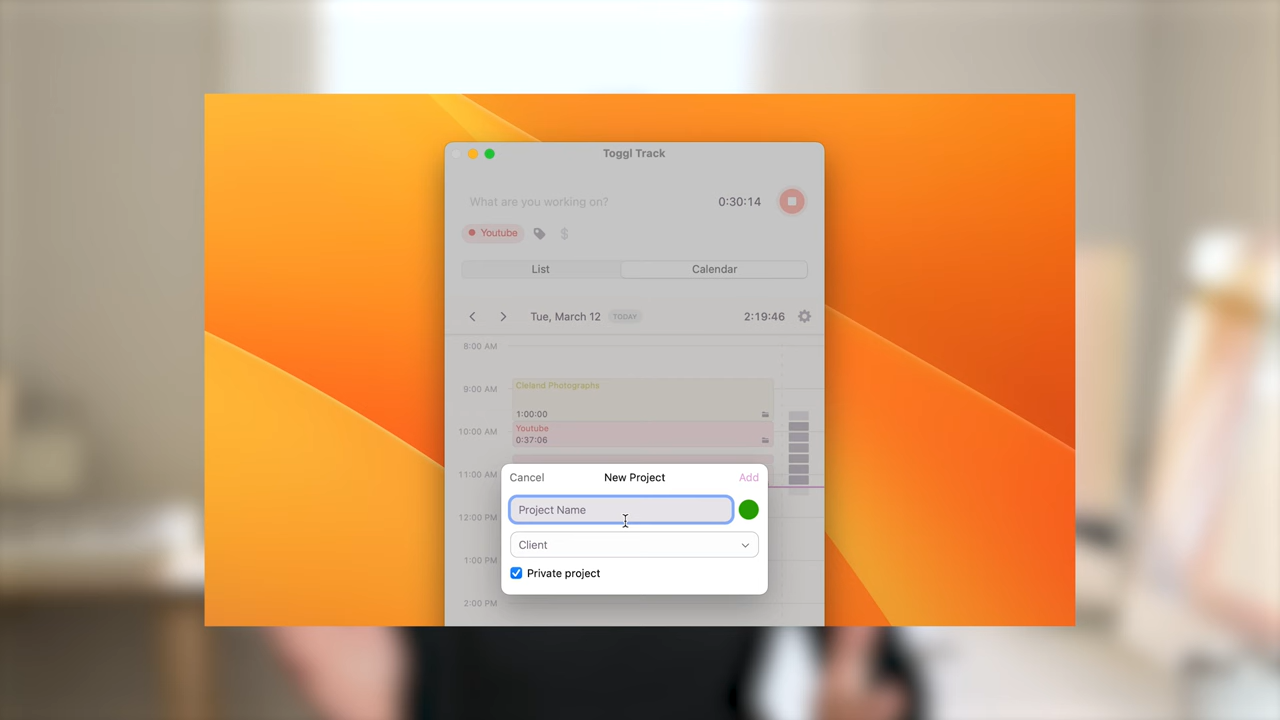 Toggl Track
What are you working on? 0:30:14
Youtube $
List Calendar
Tue, March 12 TODAY 2:19:46
8:00 AM
9:00 AM Cleland Photographs
1:00:00
10:00 AM Youtube
0:37:06
11:00 AM
Cancel New Project Add
Project Name
12:00 PM
Client
1:00 PM
Private project
2:00 PM